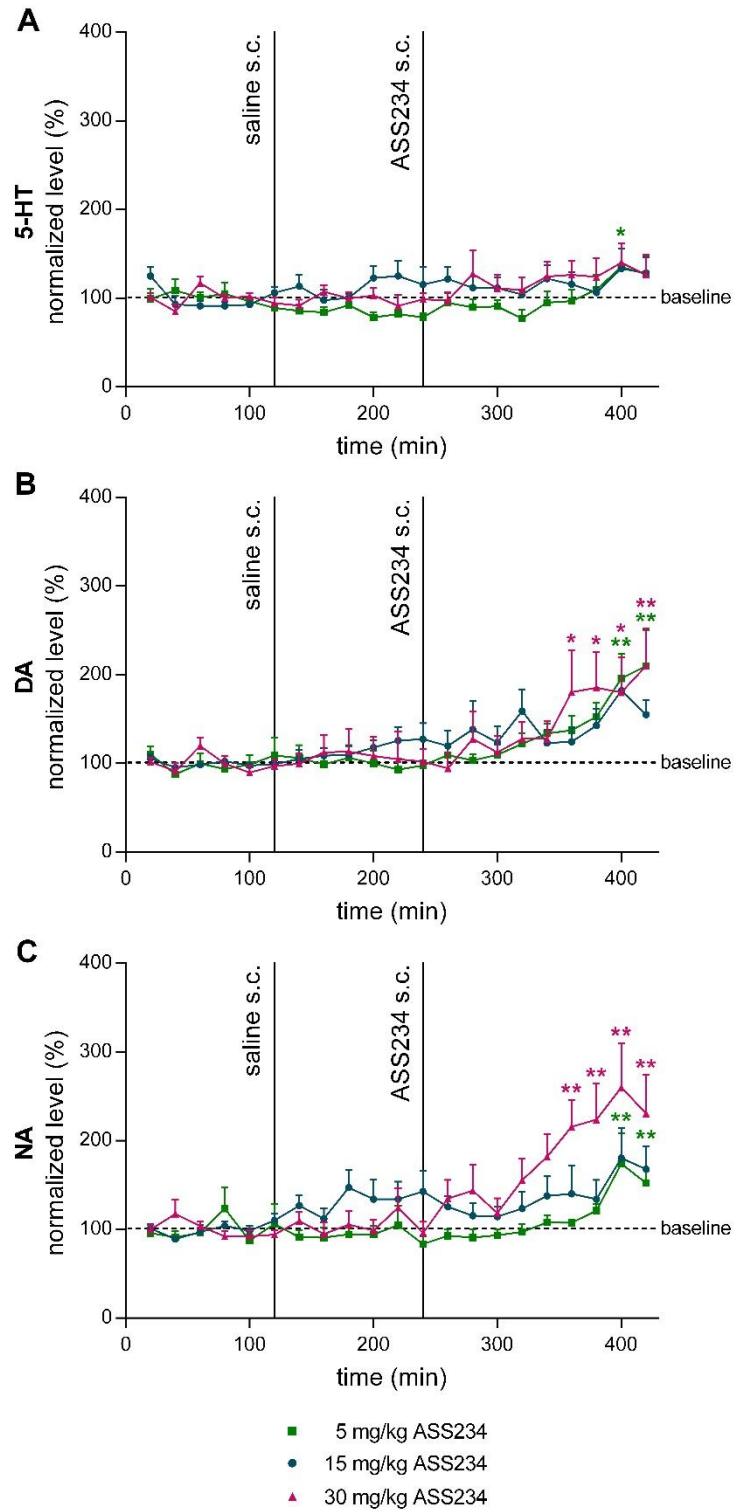 A
400
300
200
100
0
5-HT
normalized level (%)
saline s.c.
ASS234 s.c.
*
baseline
0 100 200 300 400
time (min)
B
400
300
200
100
0
DA
normalized level (%)
saline s.c.
ASS234 s.c.
* * * **
** **
baseline
0 100 200 300 400
time (min)
C
400
300
200
100
0
NA
normalized level (%)
saline s.c.
ASS234 s.c.
** ** ** **
** **
baseline
0 100 200 300 400
time (min)
5 mg/kg ASS234
15 mg/kg ASS234
30 mg/kg ASS234